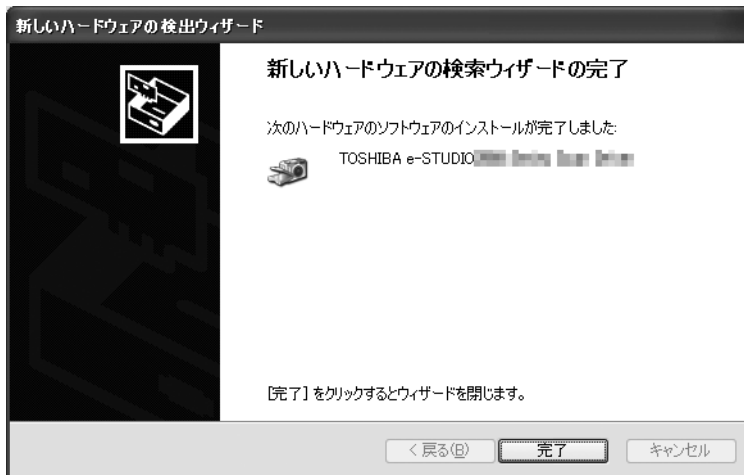 新しいハードウェアの検出ウィザード
新しいハードウェアの検索ウィザードの完了
次のハードウェアのソフトウェアのインストールが完了しました:
TOSHIBA e-STUDIO
[完了] をクリックするとウィザードを閉じます。
< 戻る(B)
完了
キャンセル